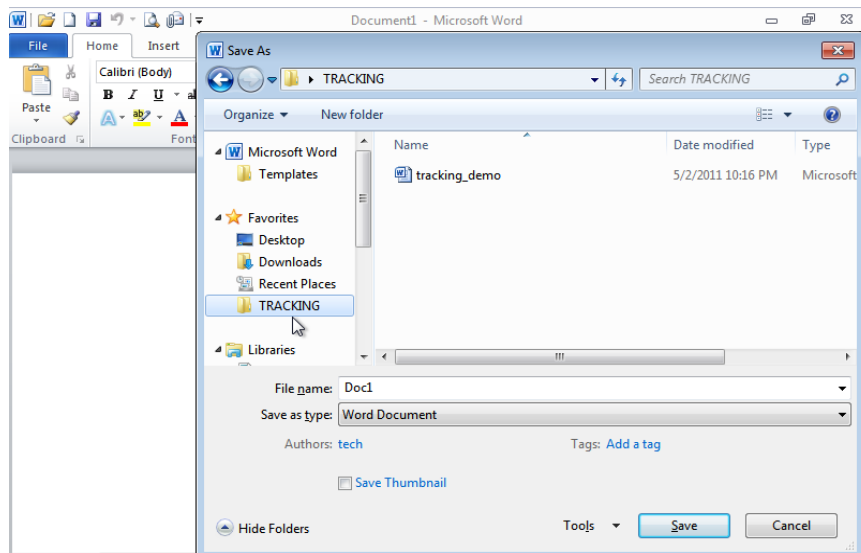 Document1 - Microsoft Word
File Home Insert
Calibri (Body)
Paste
B I U
Clipboard Font
Save As
TRACKING Search TRACKING
Organize New folder
Microsoft Word
Templates
Favorites
Desktop
Downloads
Recent Places
TRACKING
Libraries
Name Date modified Type
tracking_demo 5/2/2011 10:16 PM Microsoft
File name: Doc1
Save as type: Word Document
Authors: tech Tags: Add a tag
Save Thumbnail
Hide Folders Tools Save Cancel